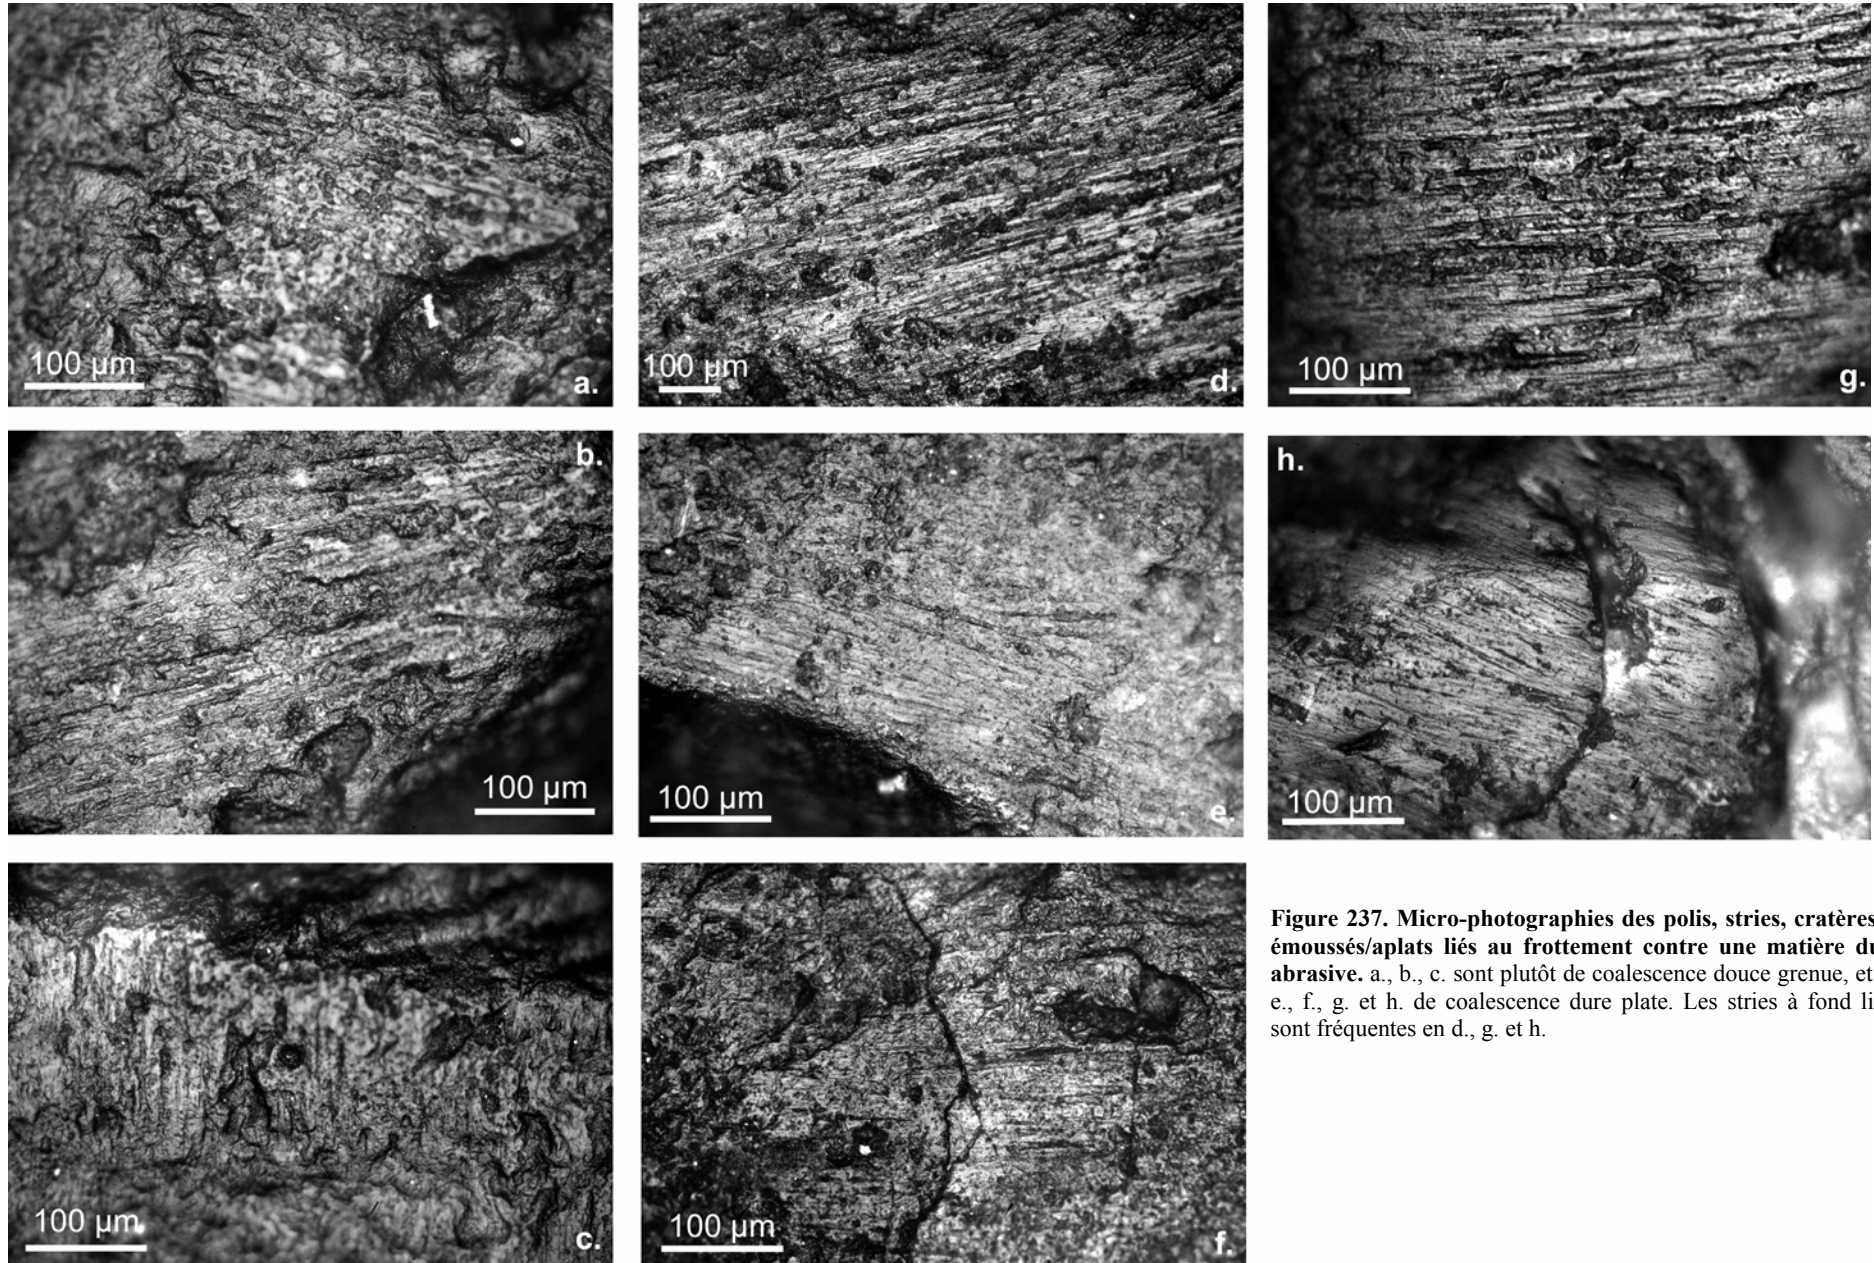 100 µm
a.
100 µm
d.
100 µm
g.
b.
100 µm
100 µm
e.
h.
100 µm
100 µm
c.
100 µm
f.
Figure 237. Micro-photographies des polis, stries, cratères
émoussés/aplats liés au frottement contre une matière
abrasive. a., b., c. sont plutôt de coalescence douce grenue, et
e., f., g. et h. de coalescence dure plate. Les stries à fond
sont fréquentes en d., g. et h.